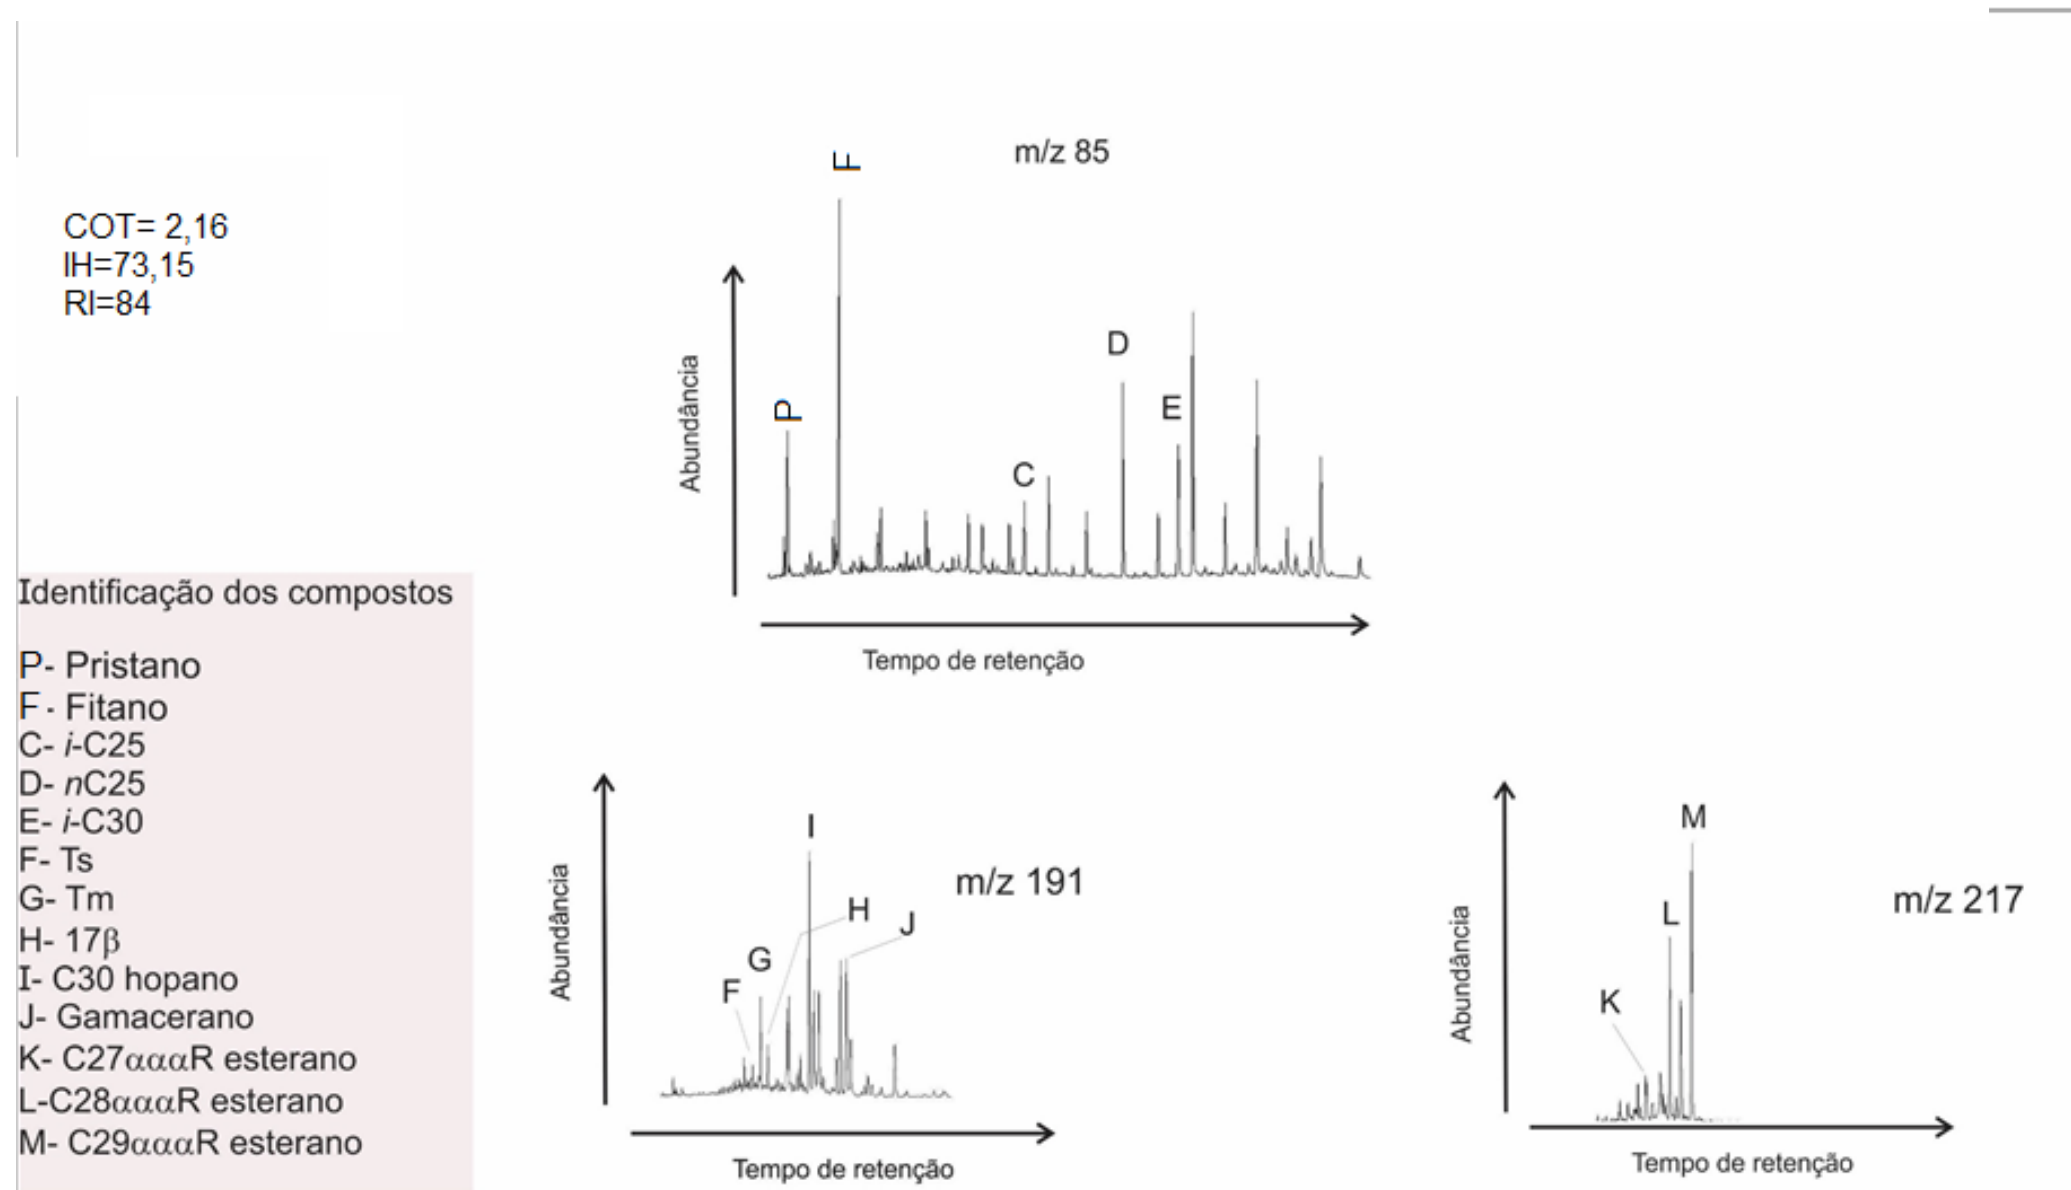 COT= 2,16
IH=73,15
RI=84
Identificação dos compostos
P- Pristano
F- Fitano
C- i-C25
D- nC25
E- i-C30
F- Ts
G- Tm
H- 17β
I- C30 hopano
J- Gamacerano
K- C27αααR esterano
L-C28αααR esterano
M- C29αααR esterano
m/z 85
F
P
D
E
C
Abundância
Tempo de retenção
m/z 191
I
H
J
G
F
Abundância
Tempo de retenção
m/z 217
M
L
K
Abundância
Tempo de retenção